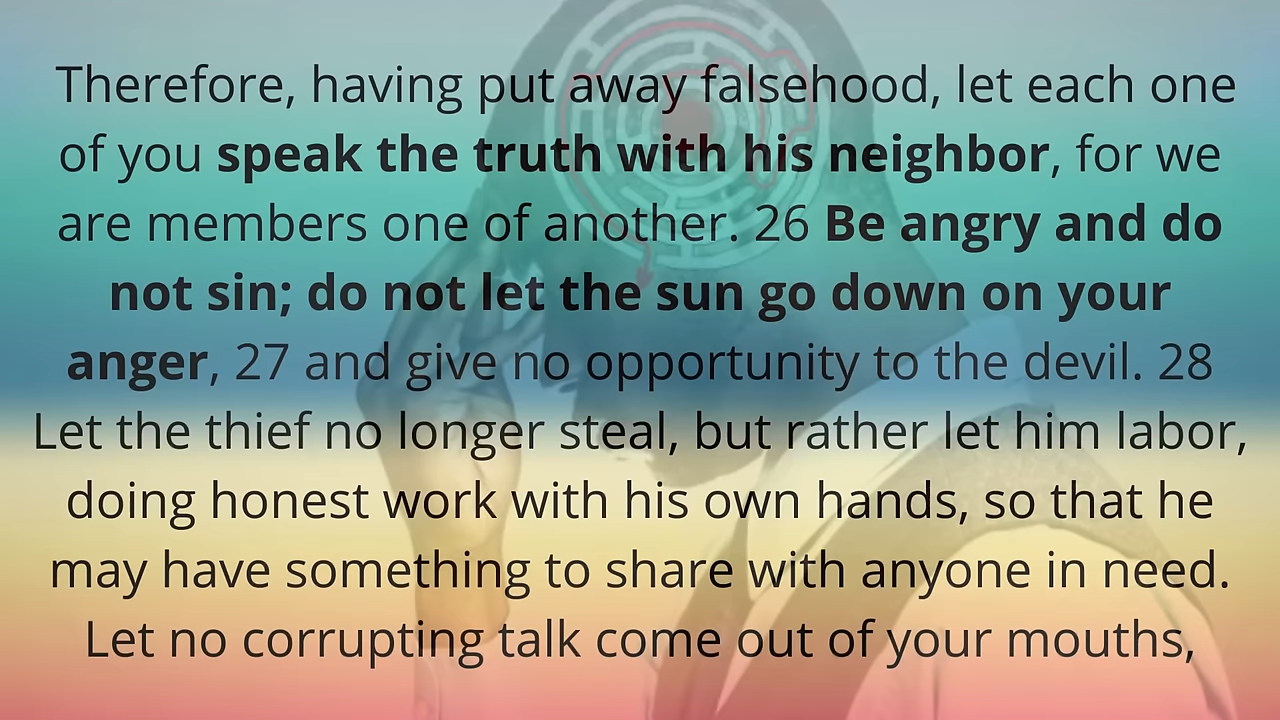 Therefore, having put away falsehood, let each one
of you speak the truth with his neighbor, for we
are members one of another. 26 Be angry and do
not sin; do not let the sun go down on your
anger, 27 and give no opportunity to the devil. 28
Let the thief no longer steal, but rather let him labor,
doing honest work with his own hands, so that he
may have something to share with anyone in need.
Let no corrupting talk come out of your mouths,